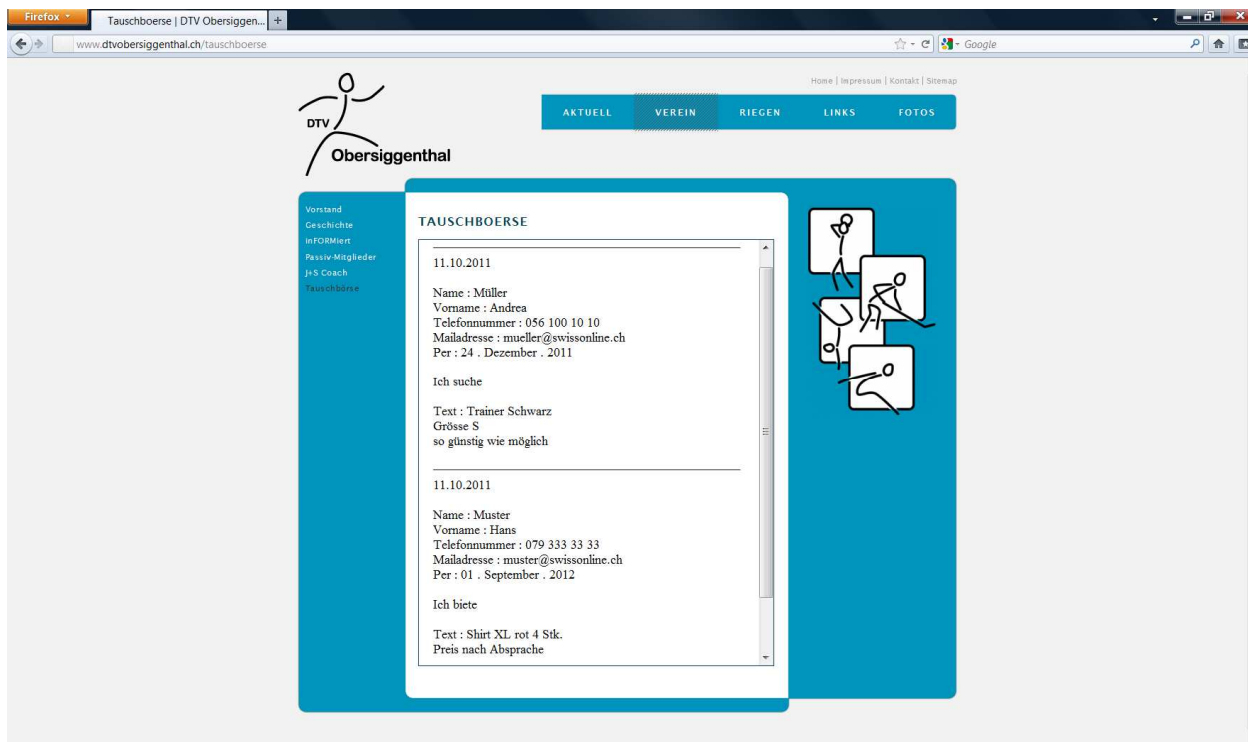 Firefox
Tauschboerse | DTV Obersiggen...
www.dtvobersiggenthal.ch/tauschboerse
Google
Home | Impressum | Kontakt | Sitemap
AKTUELL VEREIN RIEGEN LINKS FOTOS
DTV
Obersiggenthal
Vorstand
Geschichte
inFORMiert
Passiv-Mitglieder
J+S Coach
Tauschbörse
TAUSCHBOERSE
11.10.2011
Name : Müller
Vorname : Andrea
Telefonnummer : 056 100 10 10
Mailadresse : mueller@swissonline.ch
Per : 24 . Dezember . 2011
Ich suche
Text : Trainer Schwarz
Grösse S
so günstig wie möglich
11.10.2011
Name : Muster
Vorname : Hans
Telefonnummer : 079 333 33 33
Mailadresse : muster@swissonline.ch
Per : 01 . September . 2012
Ich biete
Text : Shirt XL rot 4 Stk.
Preis nach Absprache